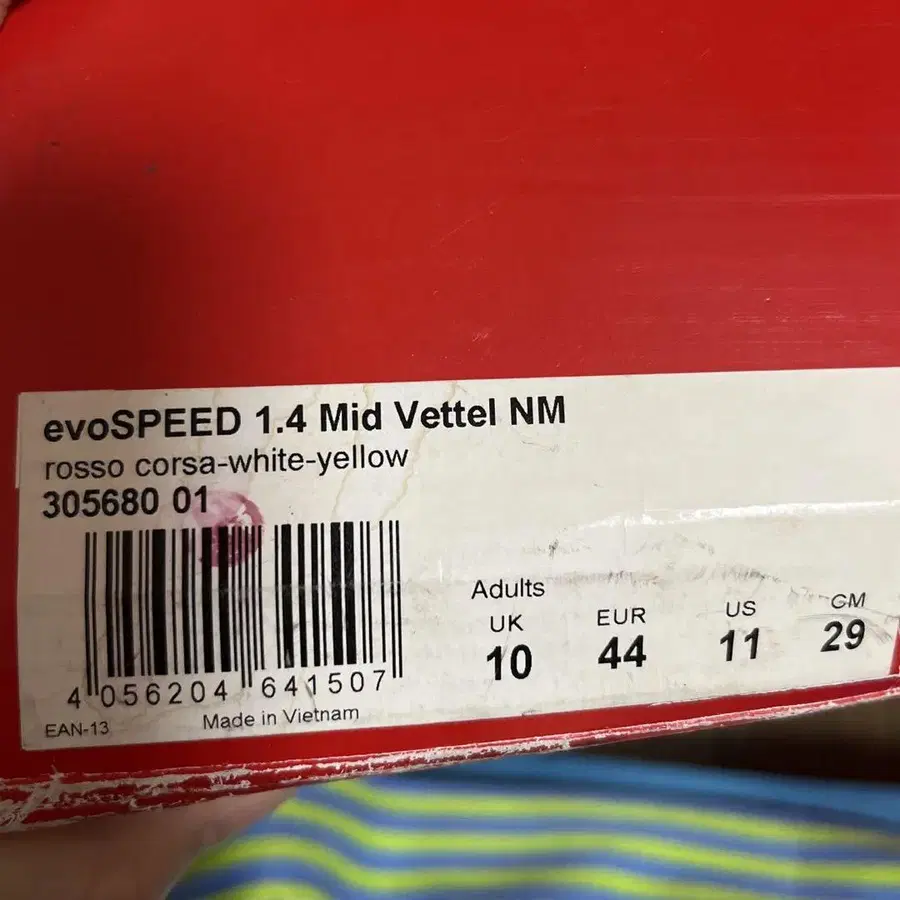 evoSPEED 1.4 Mid Vettel NM
rosso corsa-white-yellow
305680 01
4 056204 641507
EAN-13 Made in Vietnam
Adults
UK EUR US GM
10 44 11 29